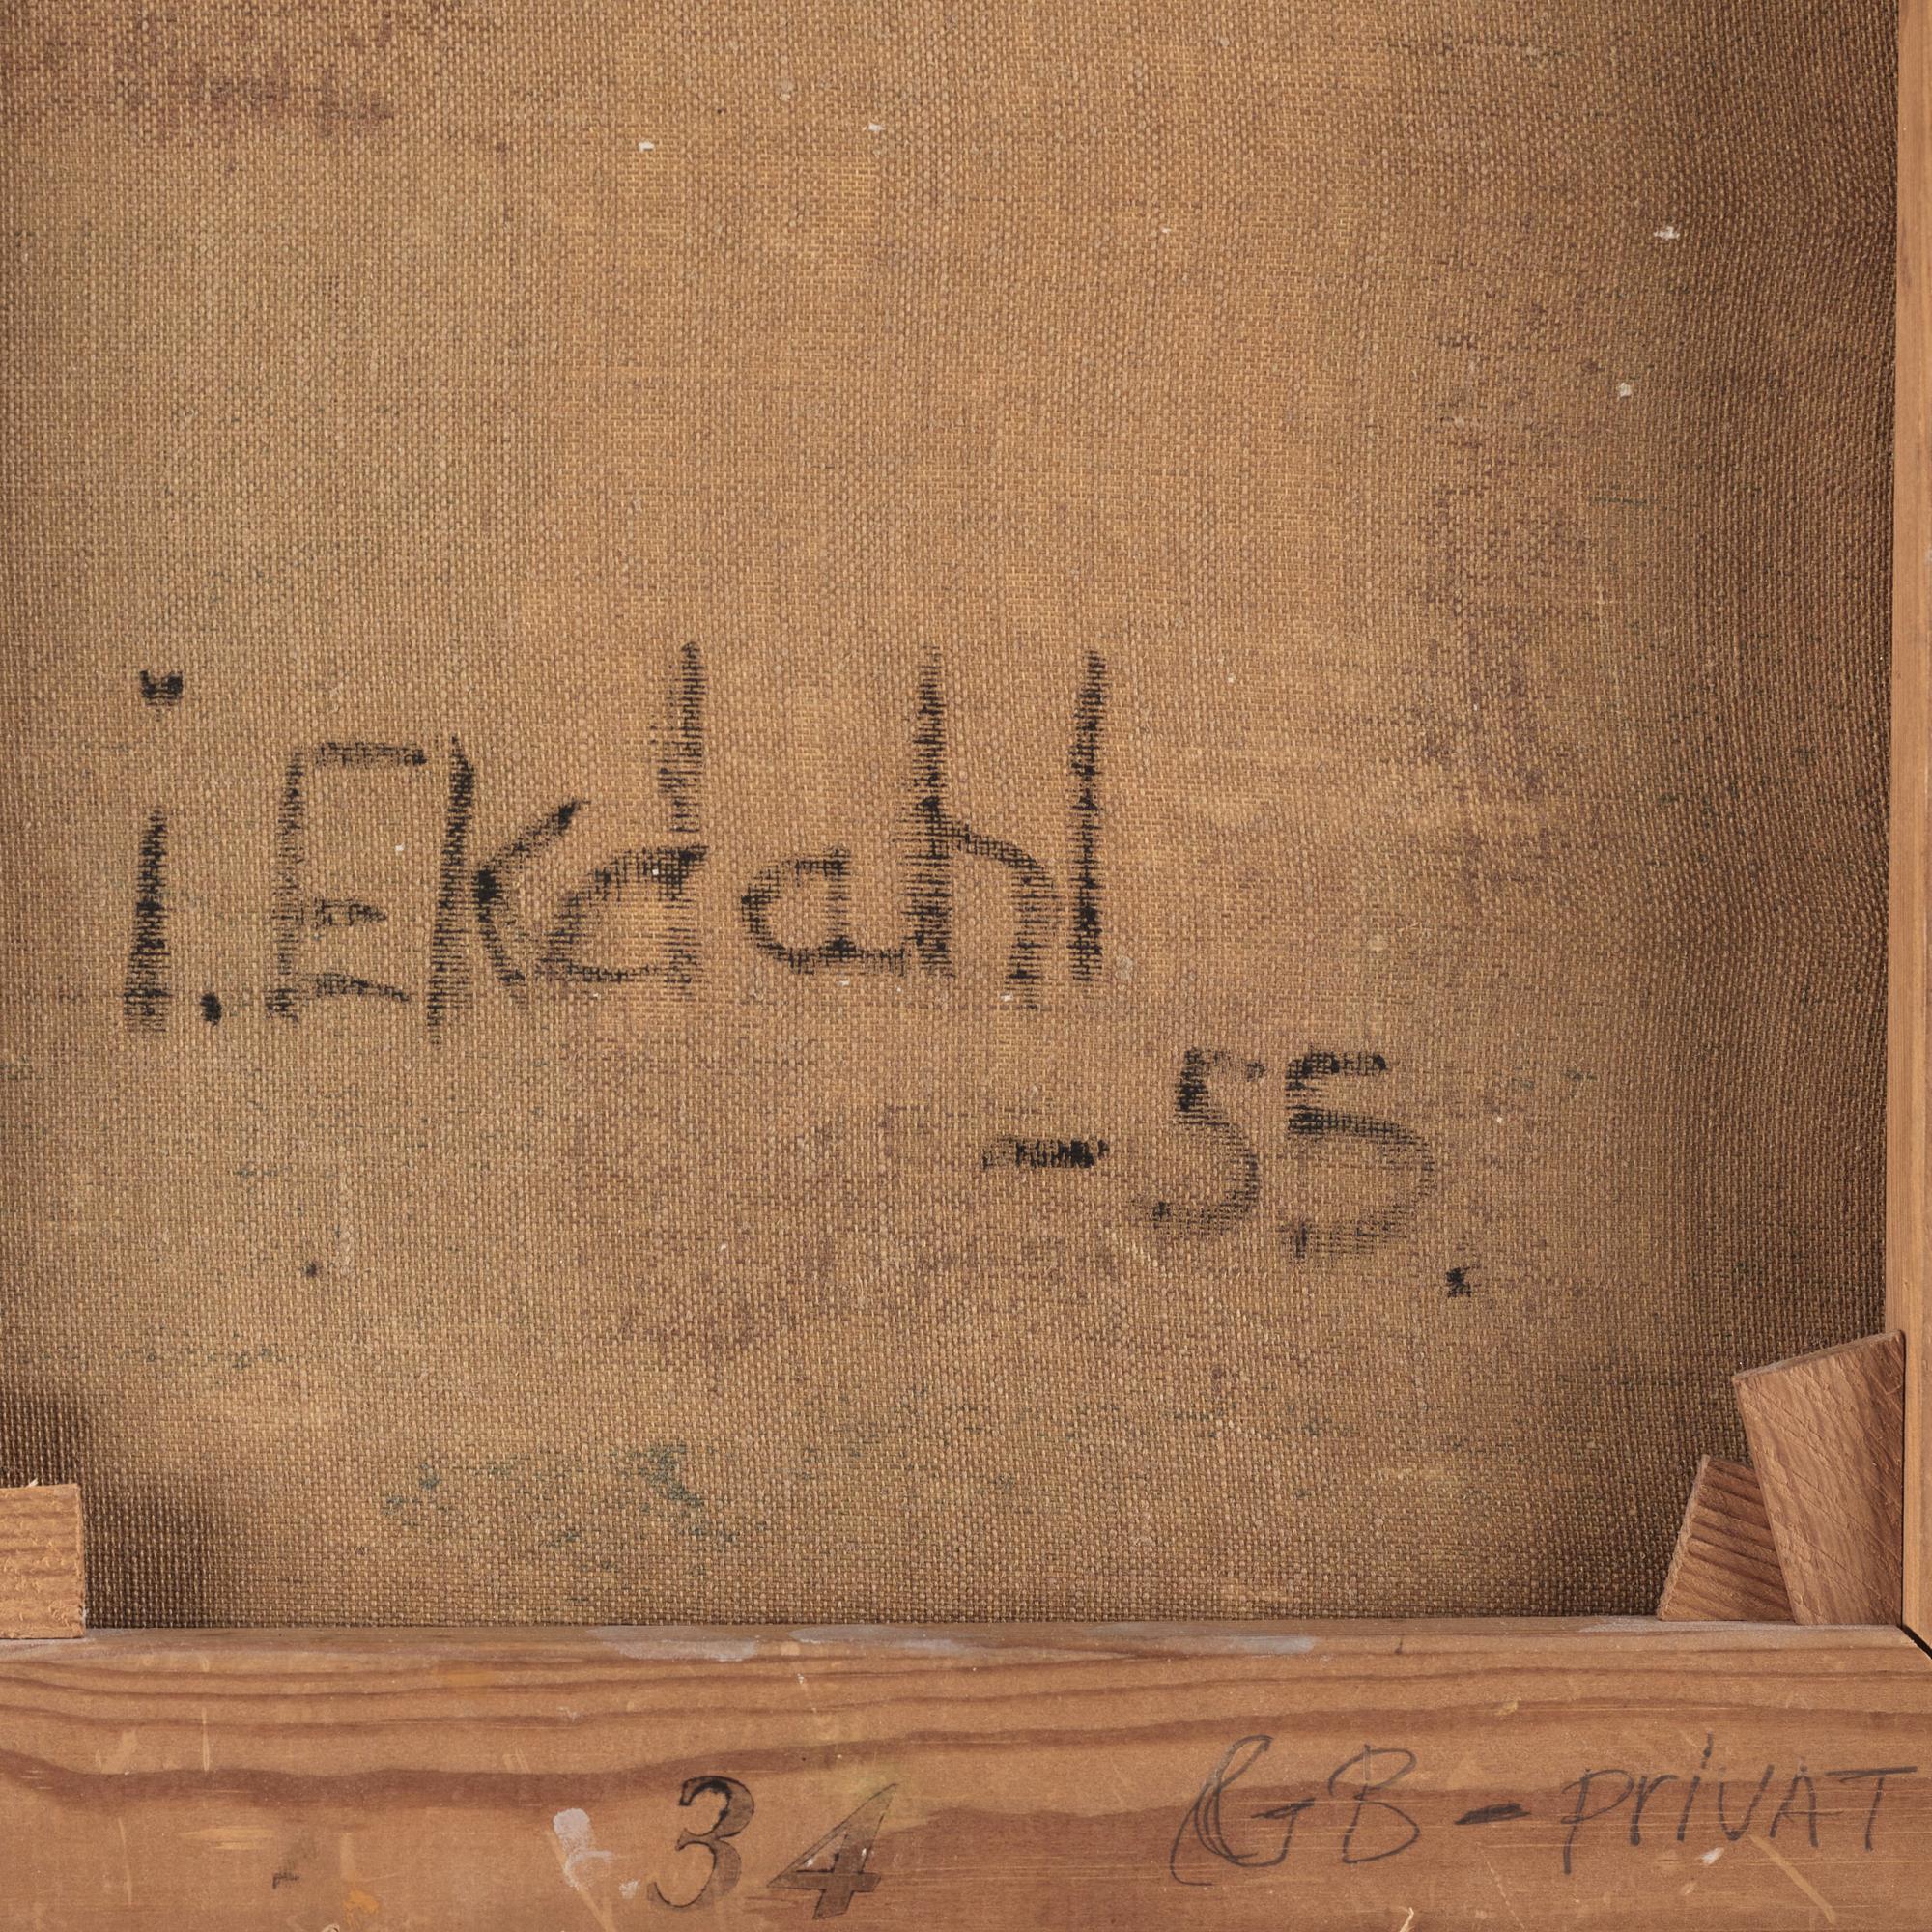 i. Ekdahl
- 55.
34
GB - privAT